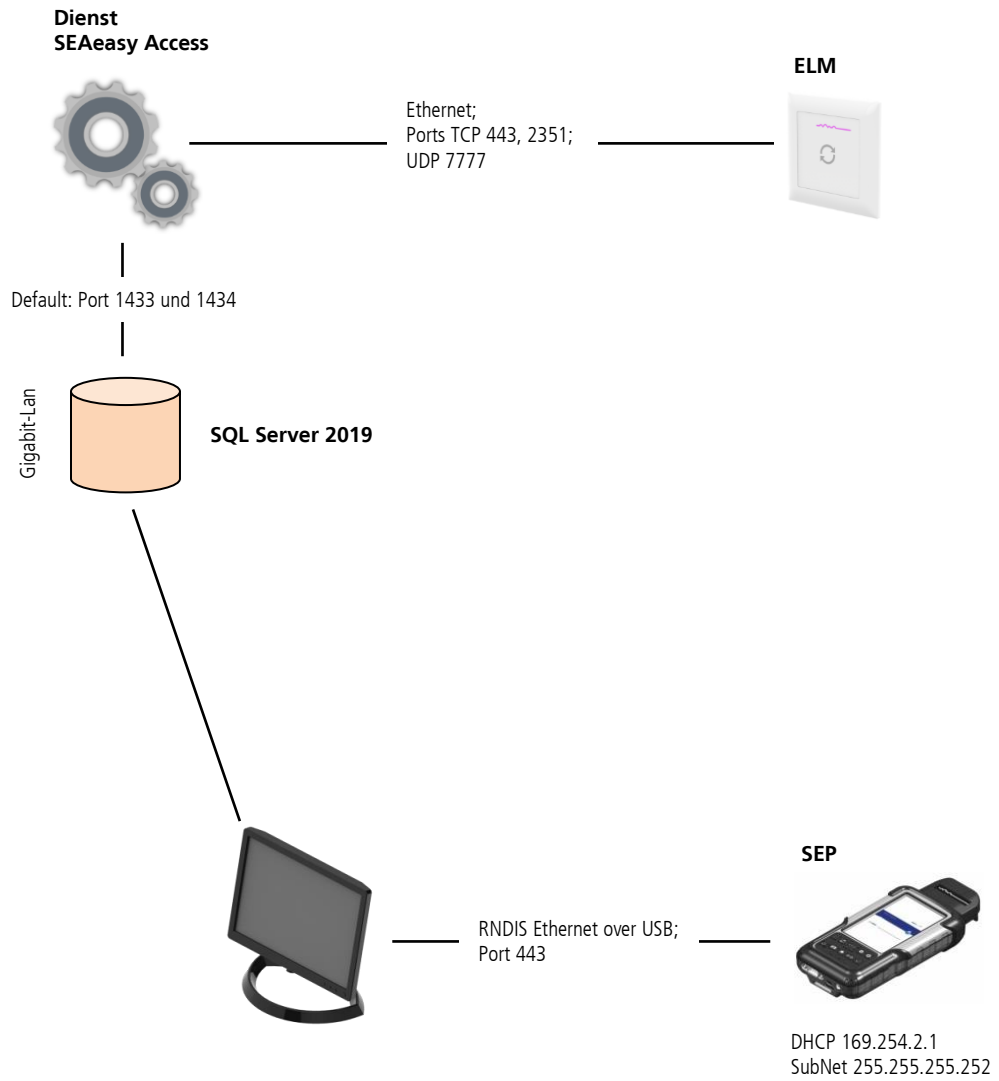 Dienst
SEAeasy Access
ELM
Ethernet;
Ports TCP 443, 2351;
UDP 7777
Default: Port 1433 und 1434
Gigabit-Lan
SQL Server 2019
SEP
RNDIS Ethernet over USB;
Port 443
DHCP 169.254.2.1
SubNet 255.255.255.252